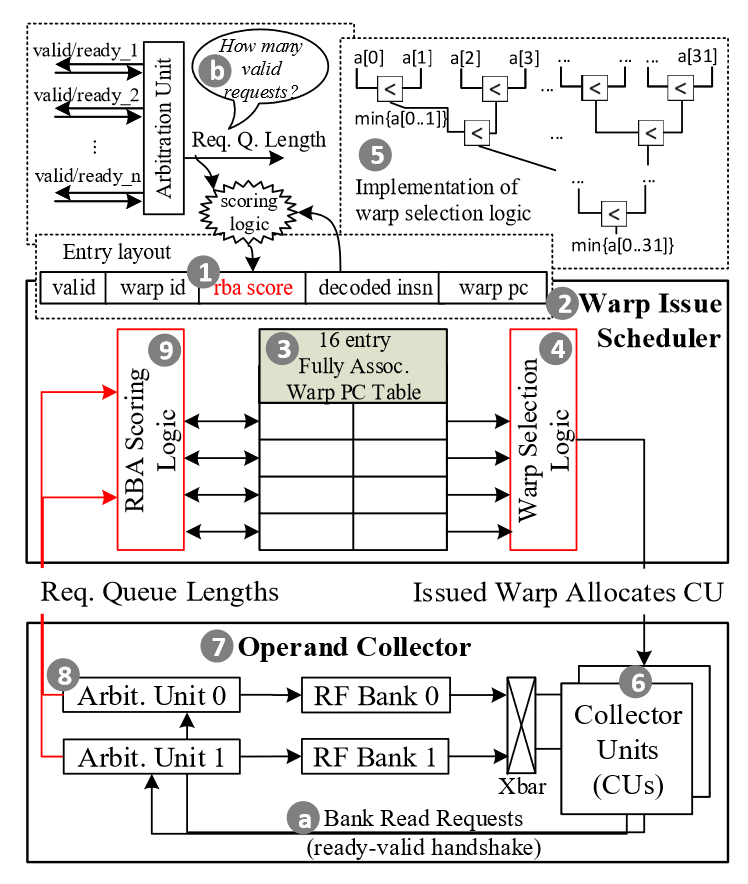 valid/ready_1
valid/ready_2
...
valid/ready_n
Arbitration Unit
b
How many
valid
requests?
Req. Q. Length
scoring
logic
a[0] a[1] a[2] a[3] ... ... a[31]
< < < <
...
min{a[0..1]}
< ... <
5
Implementation of
warp selection logic
... ...
<
min{a[0..31]}
Entry layout
1
valid warp id rba score decoded insn warp pc
2 Warp Issue
Scheduler
9
RBA Scoring
Logic
3
16 entry
Fully Assoc.
Warp PC Table
4
Warp Selection
Logic
Req. Queue Lengths
Issued Warp Allocates CU
7 Operand Collector
8
Arbit. Unit 0
RF Bank 0
Arbit. Unit 1
RF Bank 1
Xbar
6
Collector
Units
(CUs)
a Bank Read Requests
(ready-valid handshake)